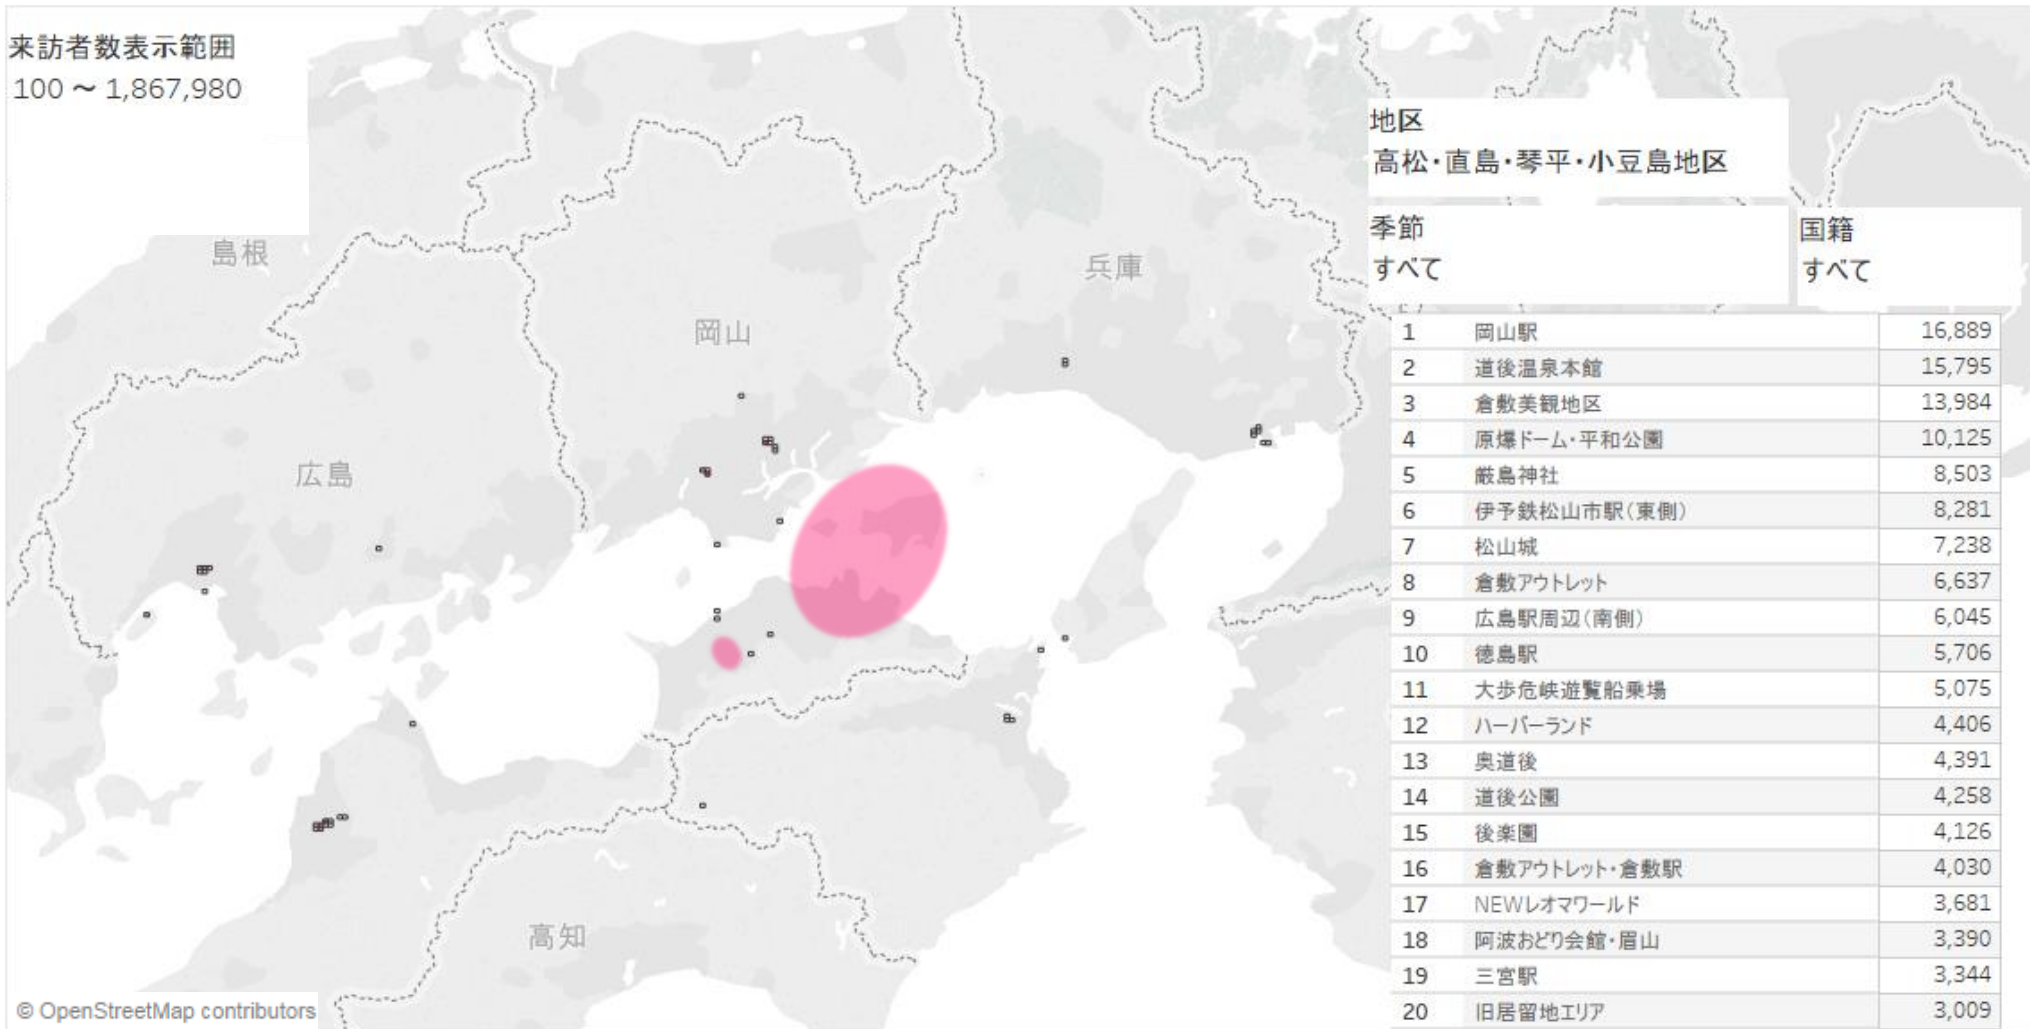 来訪者数表示範囲
100 ～ 1,867,980
地区
高松・直島・琴平・小豆島地区
季節
すべて
国籍
すべて
島根
兵庫
岡山
広島
高知
1 岡山駅 16,889
2 道後温泉本館 15,795
3 倉敷美観地区 13,984
4 原爆ドーム・平和公園 10,125
5 厳島神社 8,503
6 伊予鉄松山市駅(東側) 8,281
7 松山城 7,238
8 倉敷アウトレット 6,637
9 広島駅周辺(南側) 6,045
10 徳島駅 5,706
11 大歩危峡遊覧船乗場 5,075
12 ハーバーランド 4,406
13 奥道後 4,391
14 道後公園 4,258
15 後楽園 4,126
16 倉敷アウトレット・倉敷駅 4,030
17 NEWレオマワールド 3,681
18 阿波おどり会館・眉山 3,390
19 三宮駅 3,344
20 旧居留地エリア 3,009
© OpenStreetMap contributors